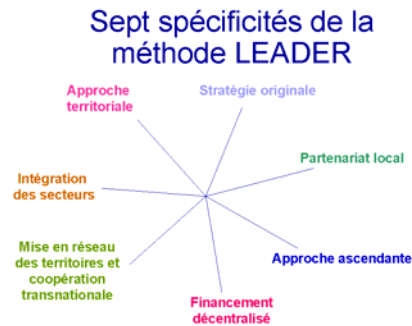 Sept spécificités de la
méthode LEADER
Approche
territoriale
Stratégie originale
Partenariat local
Intégration
des secteurs
Mise en réseau
des territoires et
coopération
transnationale
Approche ascendante
Financement
décentralisé